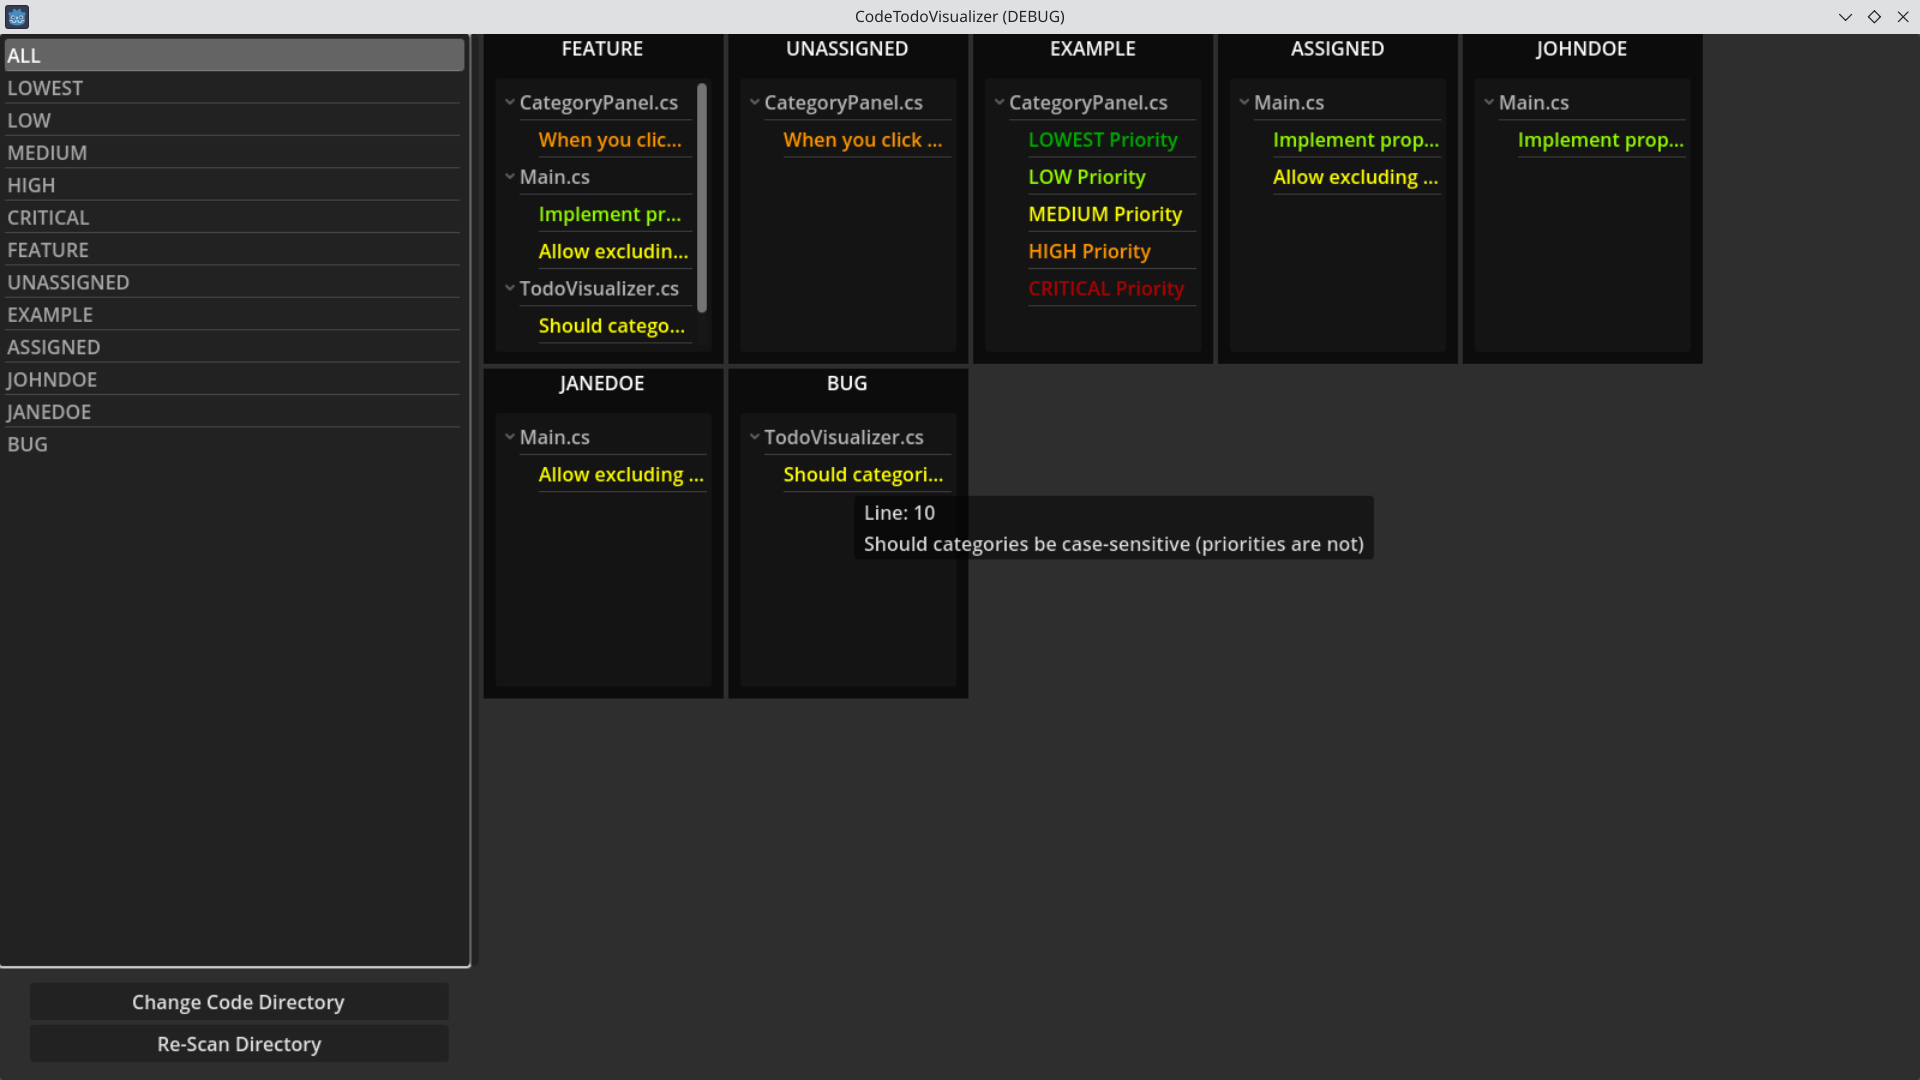 CodeTodoVisualizer (DEBUG)
ALL
LOWEST
LOW
MEDIUM
HIGH
CRITICAL
FEATURE
UNASSIGNED
EXAMPLE
ASSIGNED
JOHNDOE
JANEDOE
BUG
Change Code Directory
Re-Scan Directory
FEATURE
CategoryPanel.cs
When you clic...
Main.cs
Implement pr...
Allow excludin...
TodoVisualizer.cs
Should catego...
UNASSIGNED
CategoryPanel.cs
When you click ...
EXAMPLE
CategoryPanel.cs
LOWEST Priority
LOW Priority
MEDIUM Priority
HIGH Priority
CRITICAL Priority
ASSIGNED
Main.cs
Implement prop...
Allow excluding ...
JOHNDOE
Main.cs
Implement prop...
JANEDOE
Main.cs
Allow excluding ...
BUG
TodoVisualizer.cs
Should categori...
Line: 10
Should categories be case-sensitive (priorities are not)